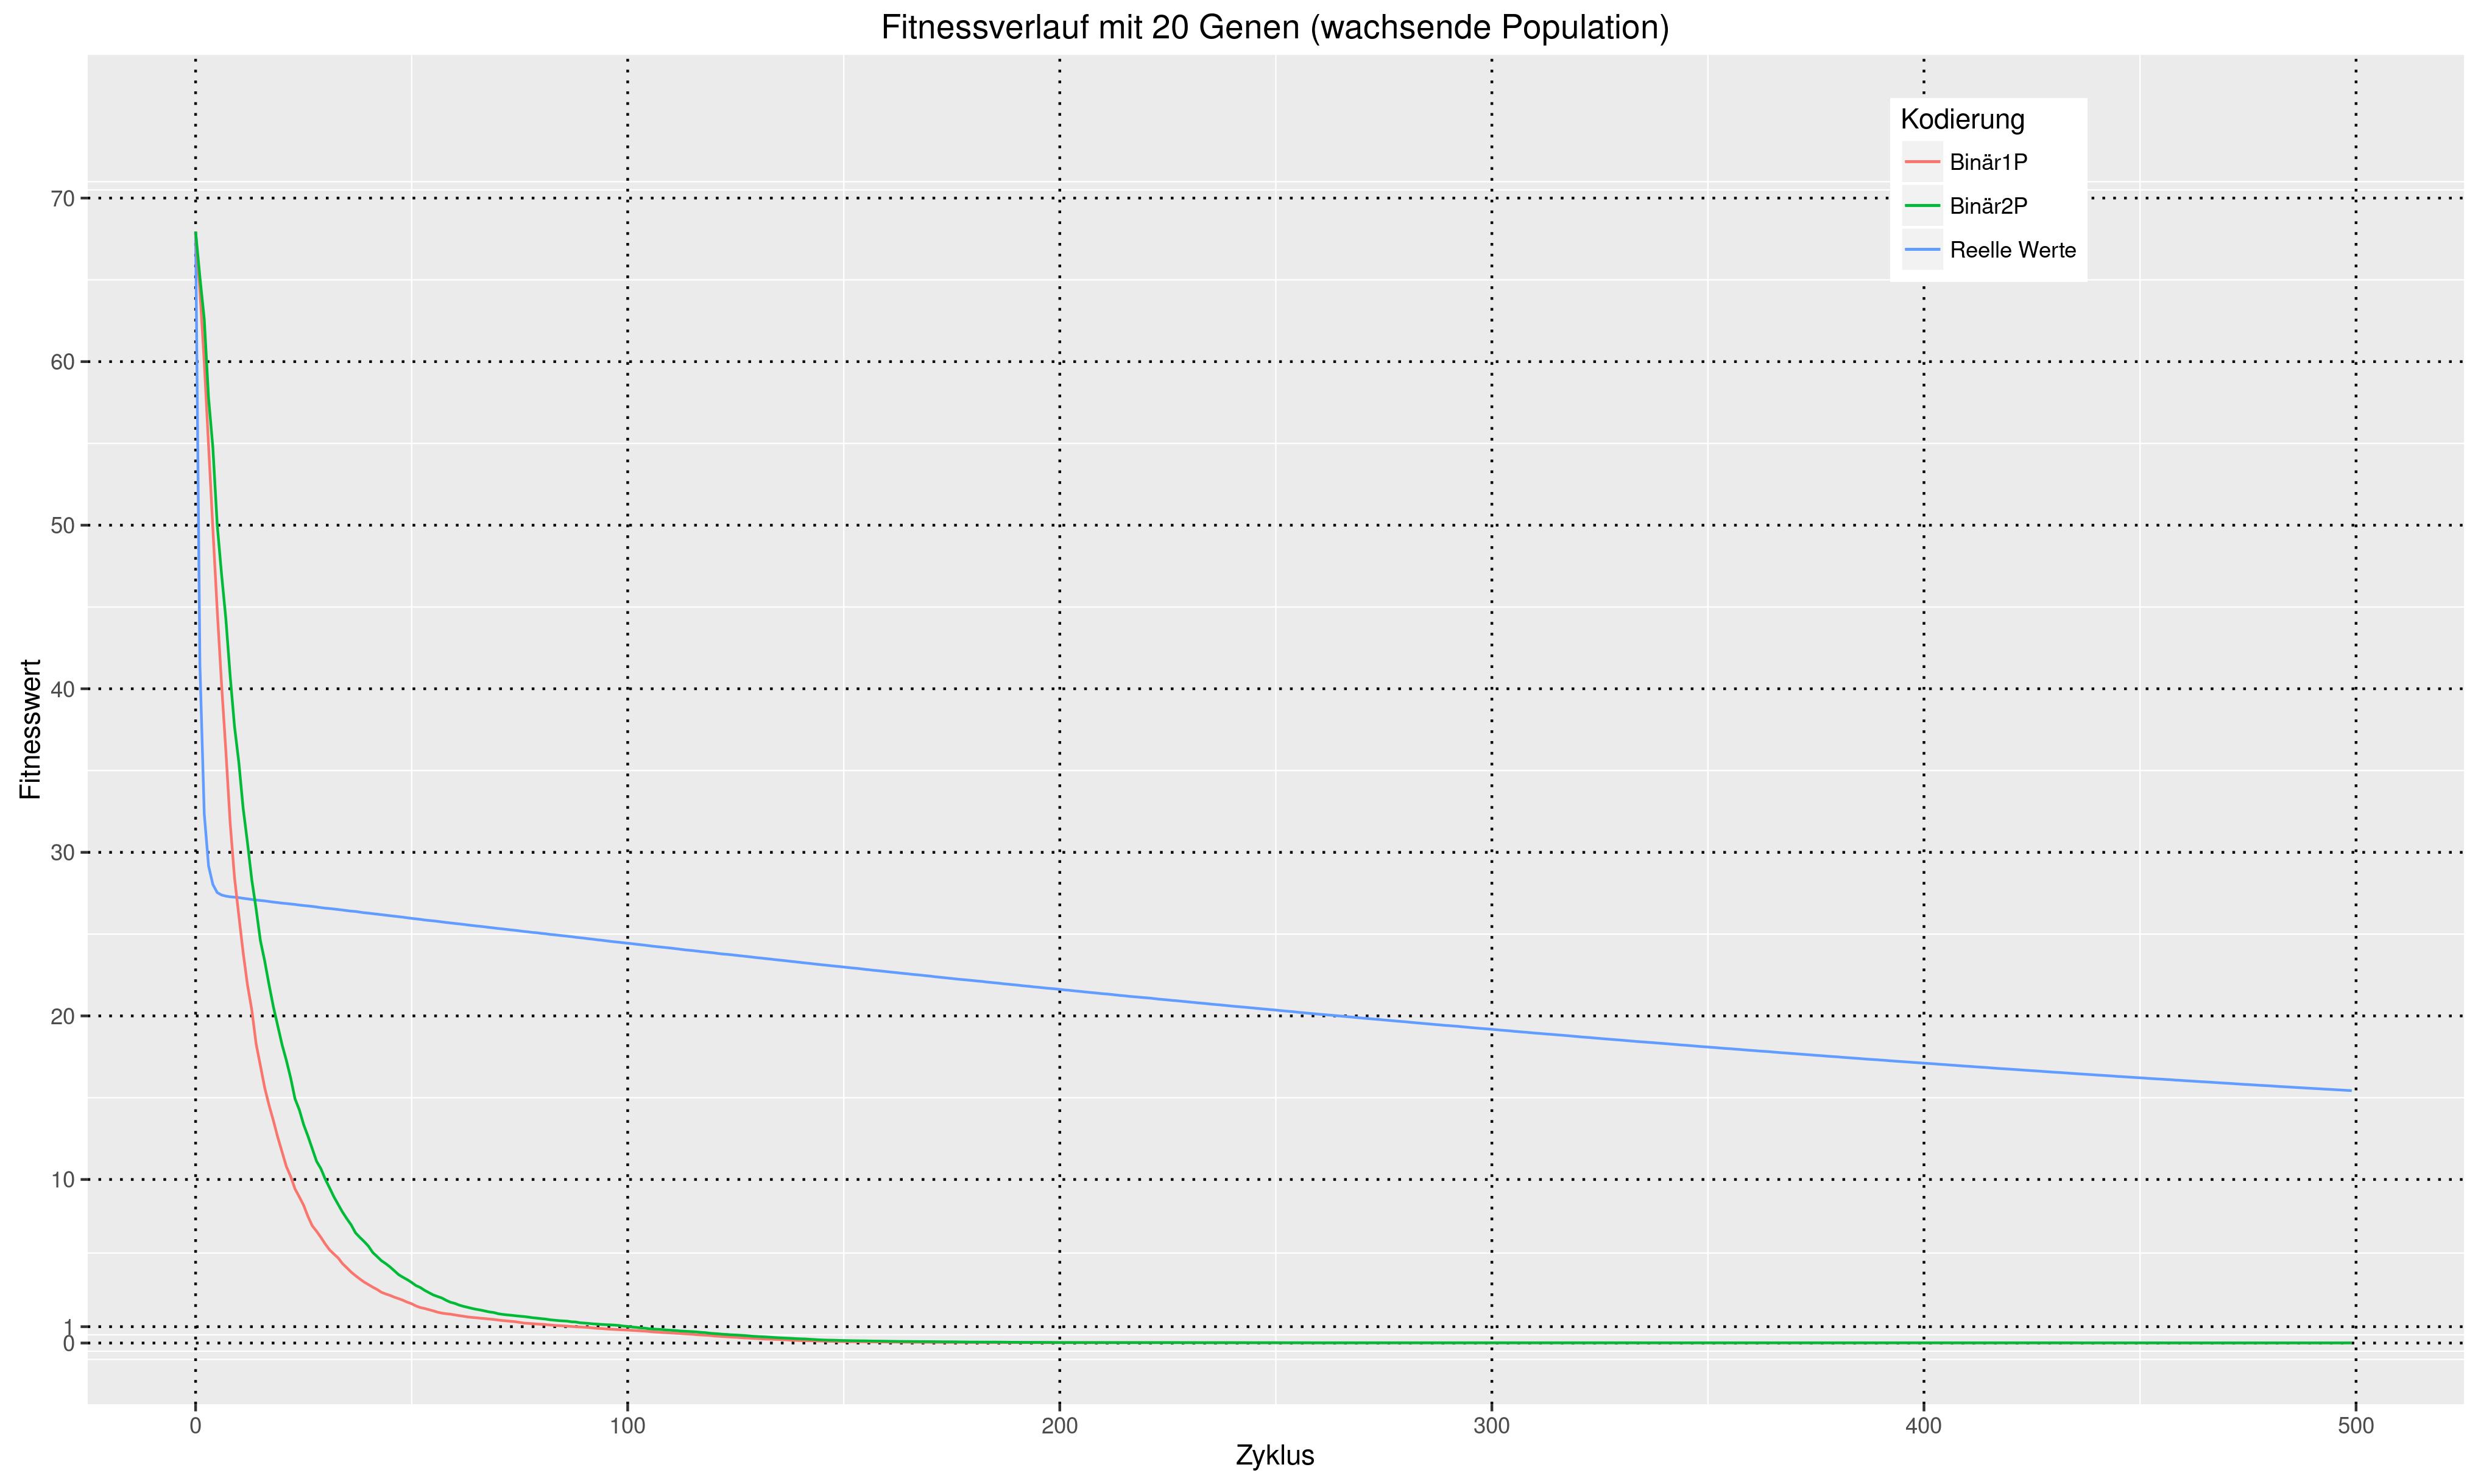 Fitnessverlauf mit 20 Genen (wachsende Population)
Kodierung
Binär1P
Binär2P
Reelle Werte
Fitnesswert
70
60
50
40
30
20
10
1
0
0 100 200 300 400 500
Zyklus